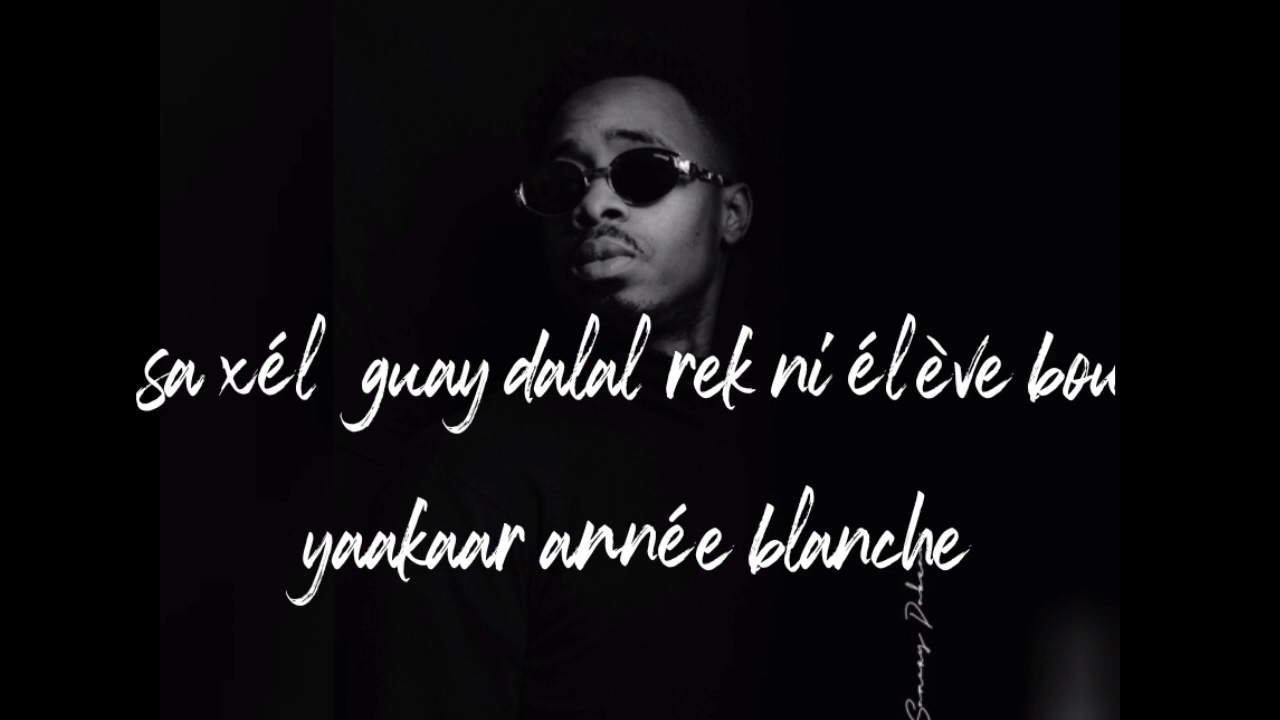 sa xél guay dalal rek ni élève bou
yaakaar année blanche